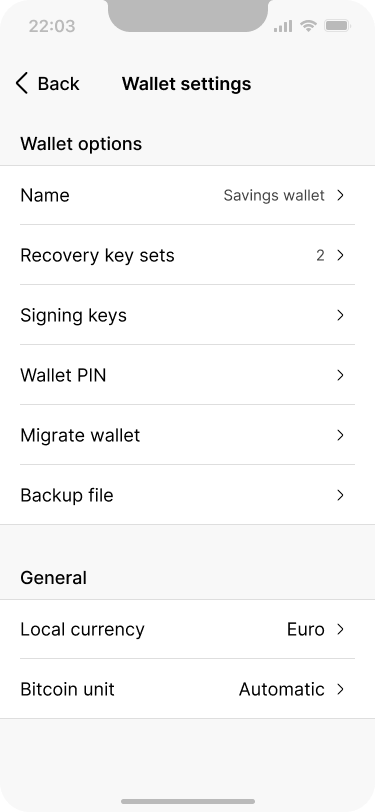 22:03
Back Wallet settings
Wallet options
Name Savings wallet
Recovery key sets 2
Signing keys
Wallet PIN
Migrate wallet
Backup file
General
Local currency Euro
Bitcoin unit Automatic